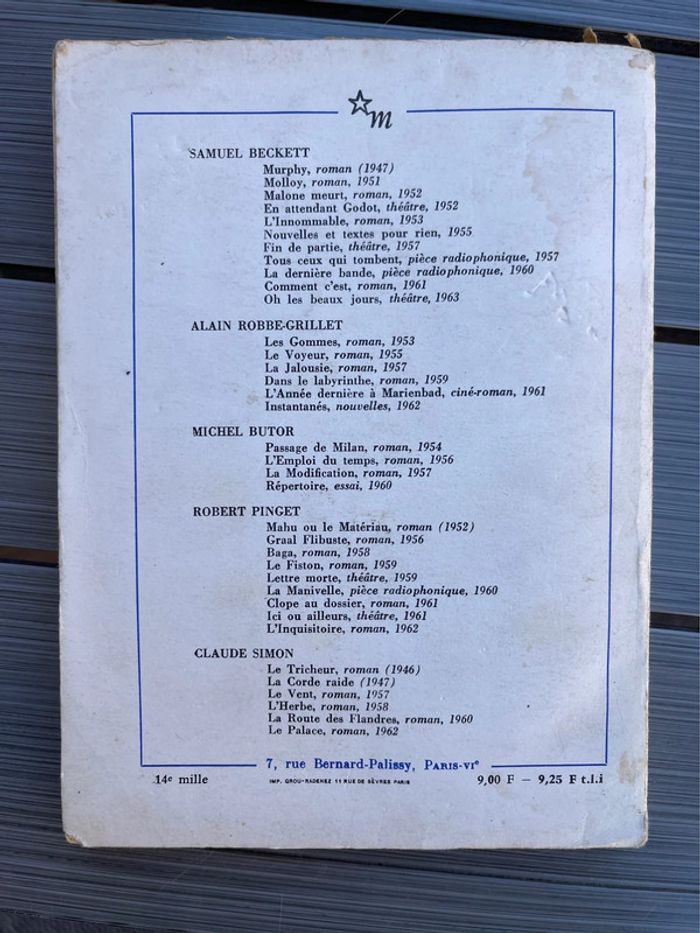 m
SAMUEL BECKETT
Murphy, roman (1947)
Molloy, roman, 1951
Malone meurt, roman, 1952
En attendant Godot, théâtre, 1952
L'Innommable, roman, 1953
Nouvelles et textes pour rien, 1955
Fin de partie, théâtre, 1957
Tous ceux qui tombent, pièce radiophonique, 1957
La dernière bande, pièce radiophonique, 1960
Comment c'est, roman, 1961
Oh les beaux jours, théâtre, 1963
ALAIN ROBBE-GRILLET
Les Gommes, roman, 1953
Le Voyeur, roman, 1955
La Jalousie, roman, 1957
Dans le labyrinthe, roman, 1959
L'Année dernière à Marienbad, ciné-roman, 1961
Instantanés, nouvelles, 1962
MICHEL BUTOR
Passage de Milan, roman, 1954
L'Emploi du temps, roman, 1956
La Modification, roman, 1957
Répertoire, essai, 1960
ROBERT PINGET
Mahu ou le Matériau, roman (1952)
Graal Flibuste, roman, 1956
Baga, roman, 1958
Le Fiston, roman, 1959
Lettre morte, théâtre, 1959
La Manivelle, pièce radiophonique, 1960
Clope au dossier, roman, 1961
Ici ou ailleurs, théâtre, 1961
L'Inquisitoire, roman, 1962
CLAUDE SIMON
Le Tricheur, roman (1946)
La Corde raide (1947)
Le Vent, roman, 1957
L'Herbe, roman, 1958
La Route des Flandres, roman, 1960
Le Palace, roman, 1962
7, rue Bernard-Palissy, PARIS-VIe
14e mille IMP. GROU-RADENEZ 11 RUE DE SÈVRES PARIS 9,00 F – 9,25 F t.l.i